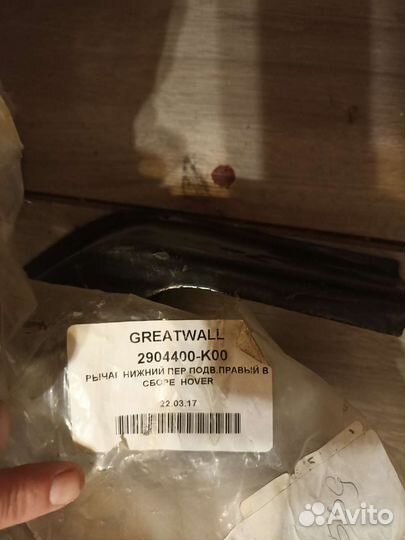 GREATWALL
2904400-K00
РЫЧАГ НИЖНИЙ ПЕР.ПОДВ.ПРАВЫЙ В
СБОРЕ HOVER
22.03.17
Avito